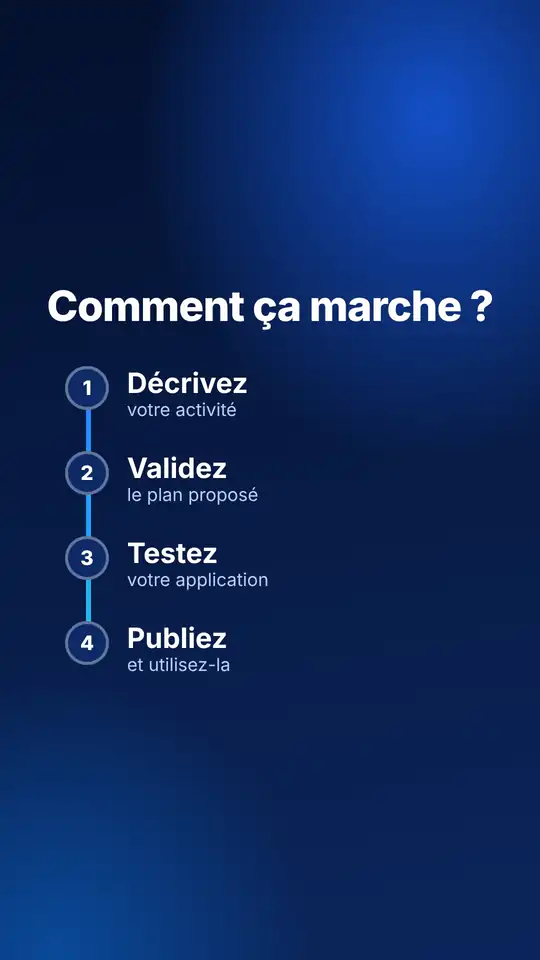 Comment ça marche ?
1
Décrivez
votre activité
2
Validez
le plan proposé
3
Testez
votre application
4
Publiez
et utilisez-la